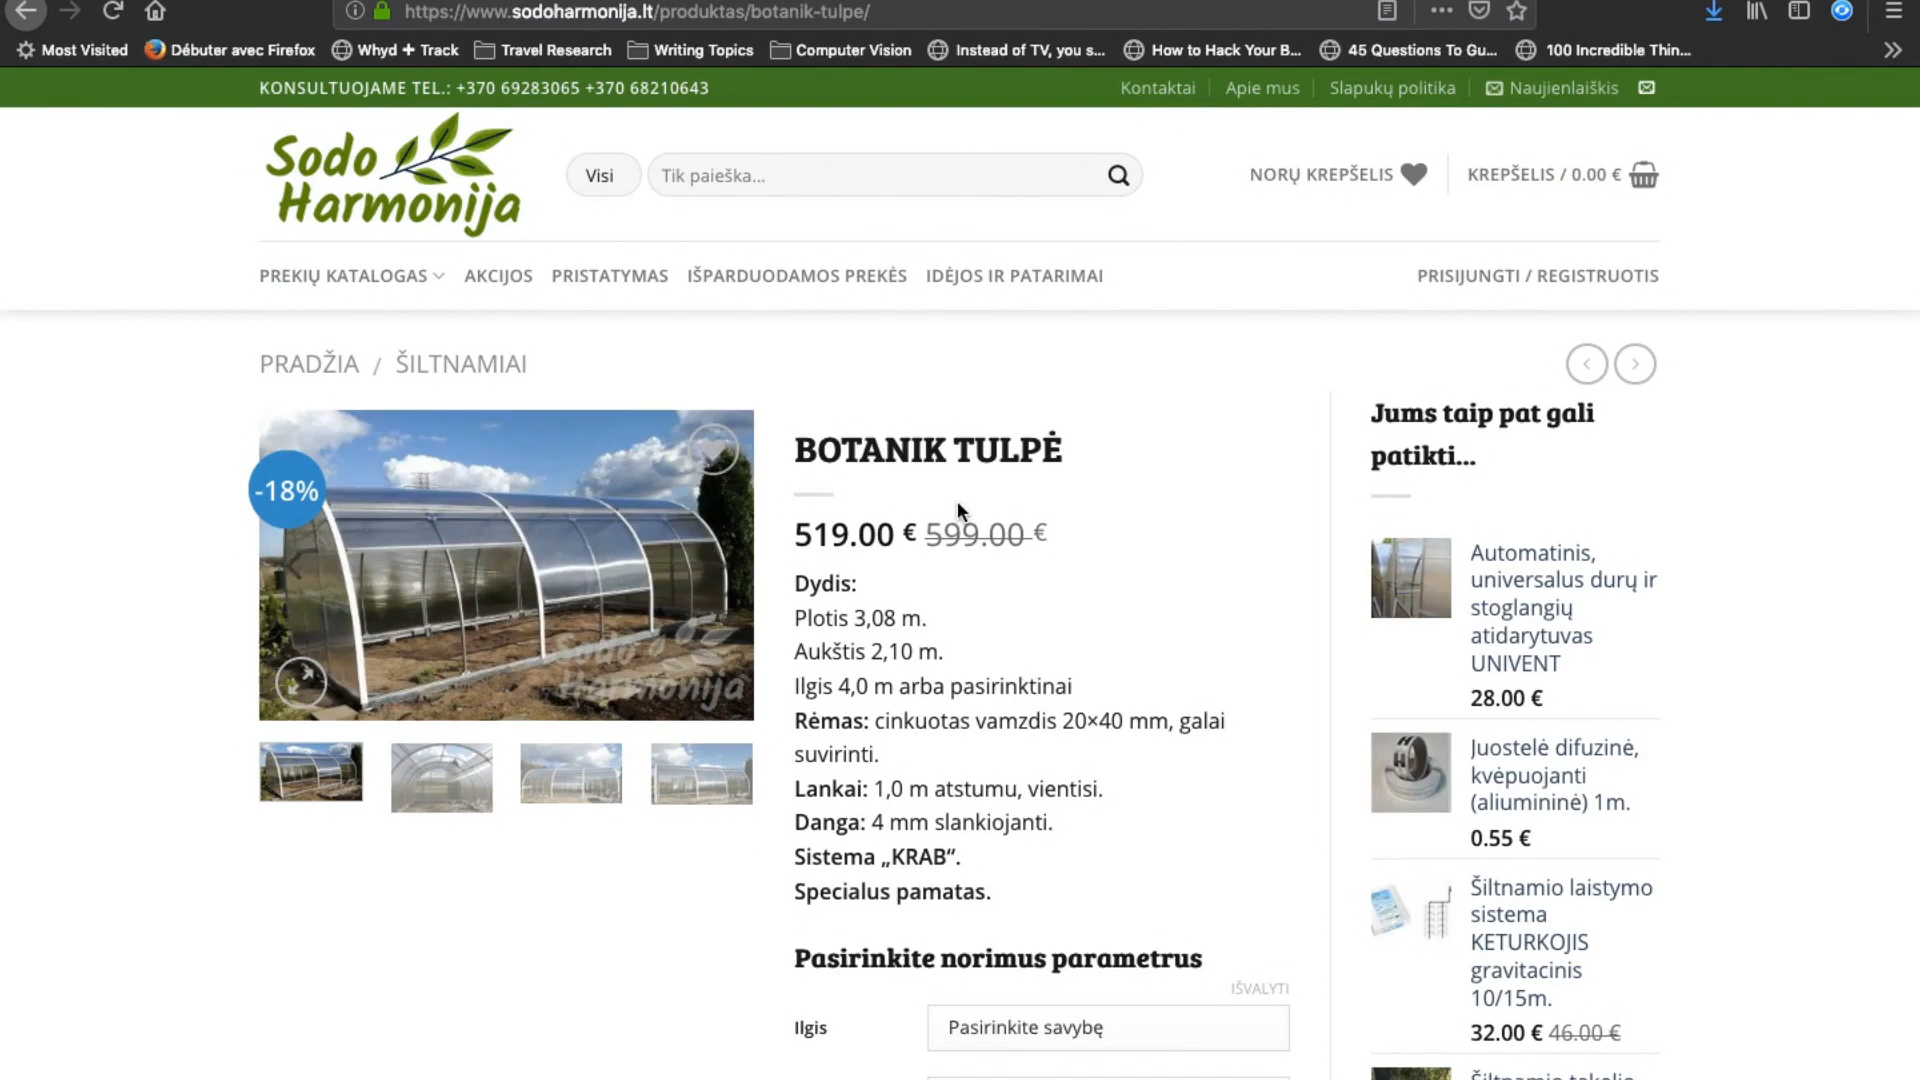 https://www.sodoharmonija.lt/produktas/botanik-tulpe/
Most Visited
Débuter avec Firefox
Whyd + Track
Travel Research
Writing Topics
Computer Vision
Instead of TV, you s...
How to Hack Your B...
45 Questions To Gu...
100 Incredible Thin...
KONSULTUOJAME TEL.: +370 69283065 +370 68210643
Kontaktai
Apie mus
Slapukų politika
Naujienlaiškis
Sodo
Harmonija
Visi
Tik paieška...
NORŲ KREPŠELIS
KREPŠELIS / 0.00 €
PREKIŲ KATALOGAS
AKCIJOS
PRISTATYMAS
IŠPARDUODAMOS PREKĖS
IDĖJOS IR PATARIMAI
PRISIJUNGTI / REGISTRUOTIS
PRADŽIA / ŠILTNAMIAI
-18%
Sodo
Harmonija
BOTANIK TULPĖ
519.00 € 599.00 €
Dydis:
Plotis 3,08 m.
Aukštis 2,10 m.
Ilgis 4,0 m arba pasirinktinai
Rėmas: cinkuotas vamzdis 20×40 mm, galai
suvirinti.
Lankai: 1,0 m atstumu, vientisi.
Danga: 4 mm slankiojanti.
Sistema „KRAB“.
Specialus pamatas.
Pasirinkite norimus parametrus
IŠVALYTI
Ilgis
Pasirinkite savybę
Jums taip pat gali
patikti...
Automatinis,
universalus durų ir
stoglangių
atidarytuvas
UNIVENT
28.00 €
Juostelė difuzinė,
kvėpuojanti
(aliumininė) 1m.
0.55 €
Šiltnamio laistymo
sistema
KETURKOJIS
gravitacinis
10/15m.
32.00 € 46.00 €